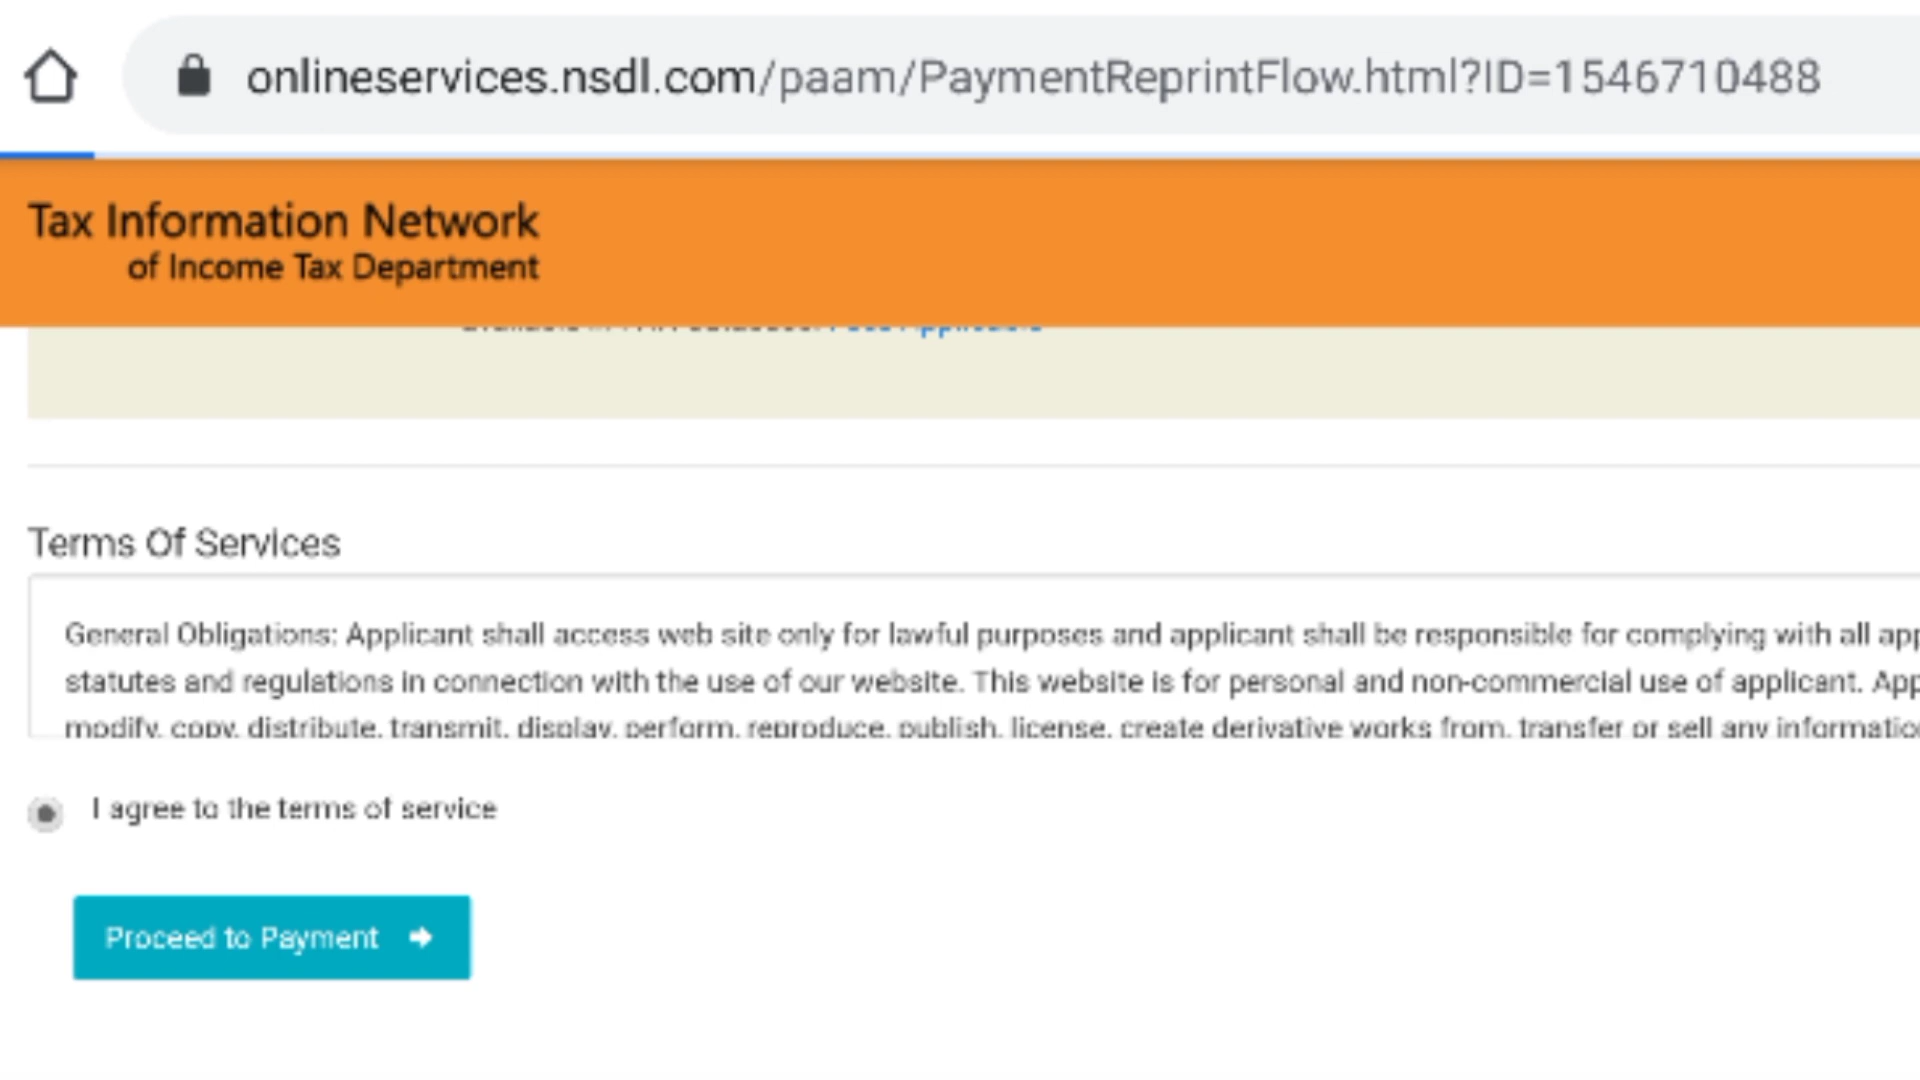 onlineservices.nsdl.com/paam/PaymentReprintFlow.html?ID=1546710488
Tax Information Network
of Income Tax Department
Terms Of Services
General Obligations: Applicant shall access web site only for lawful purposes and applicant shall be responsible for complying with all app
statutes and regulations in connection with the use of our website. This website is for personal and non-commercial use of applicant. App
modify, copy, distribute, transmit, display, perform, reproduce, publish, license, create derivative works from, transfer or sell any informatio
I agree to the terms of service
Proceed to Payment